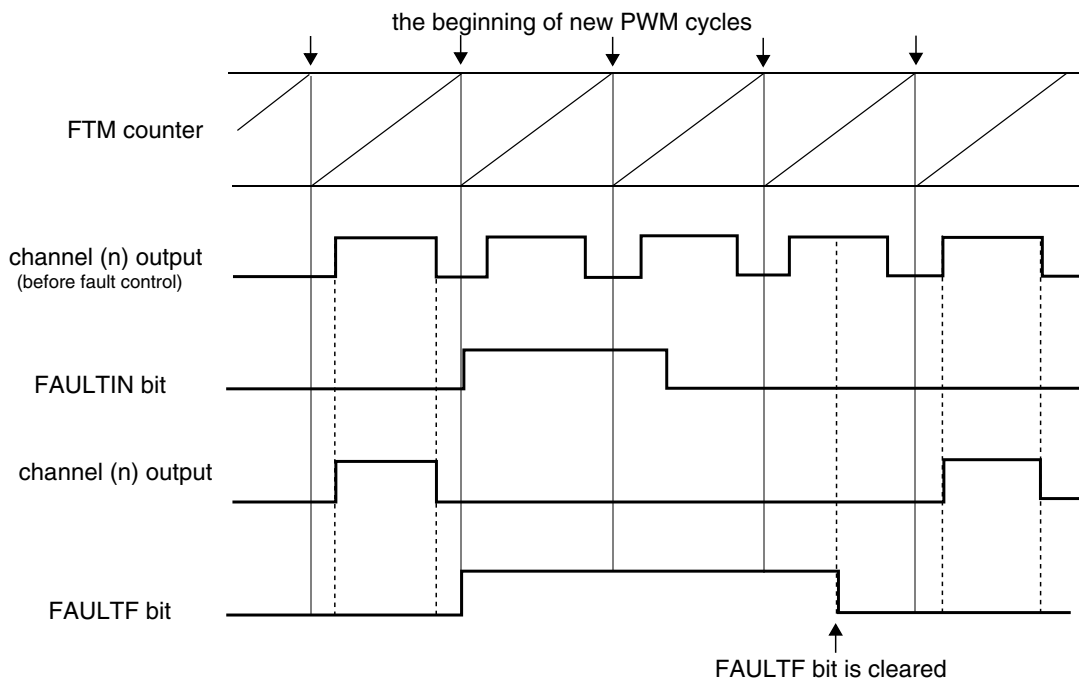 the beginning of new PWM cycles
FTM counter
channel (n) output
(before fault control)
FAULTIN bit
channel (n) output
FAULTF bit
FAULTF bit is cleared